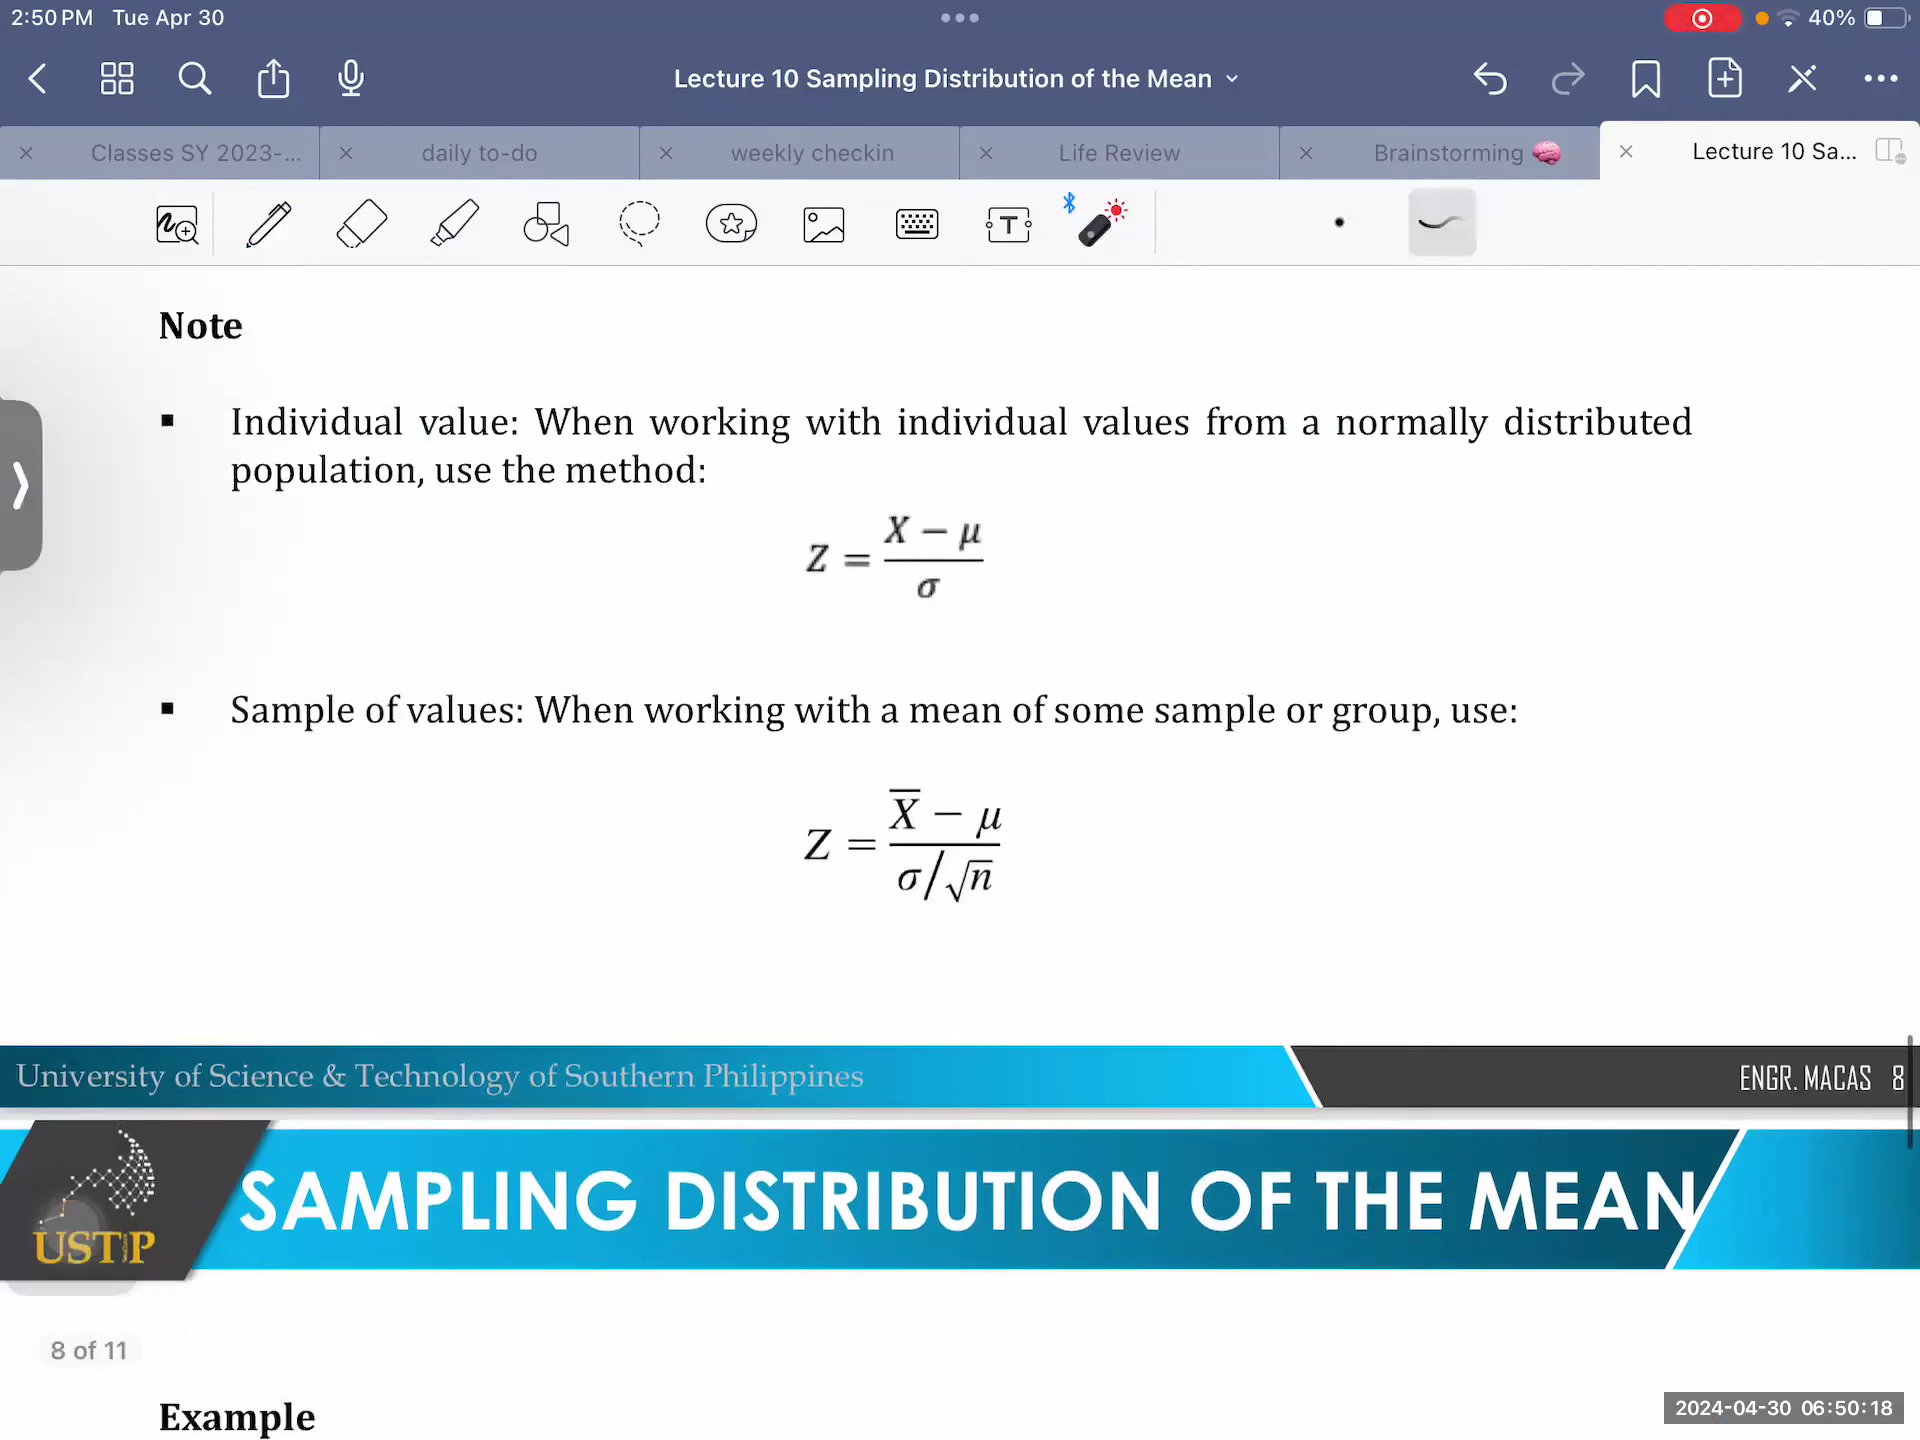 2:50 PM Tue Apr 30
40%
Lecture 10 Sampling Distribution of the Mean
Classes SY 2023-...
daily to-do
weekly checkin
Life Review
Brainstorming 🧠
Lecture 10 Sa...
T
Note
▪ Individual value: When working with individual values from a normally distributed
population, use the method:
Z = (X − μ) / σ
▪ Sample of values: When working with a mean of some sample or group, use:
Z = (X̅ − μ) / (σ/√n)
University of Science & Technology of Southern Philippines
ENGR. MACAS 8
USTP
SAMPLING DISTRIBUTION OF THE MEAN
8 of 11
Example
2024-04-30 06:50:18